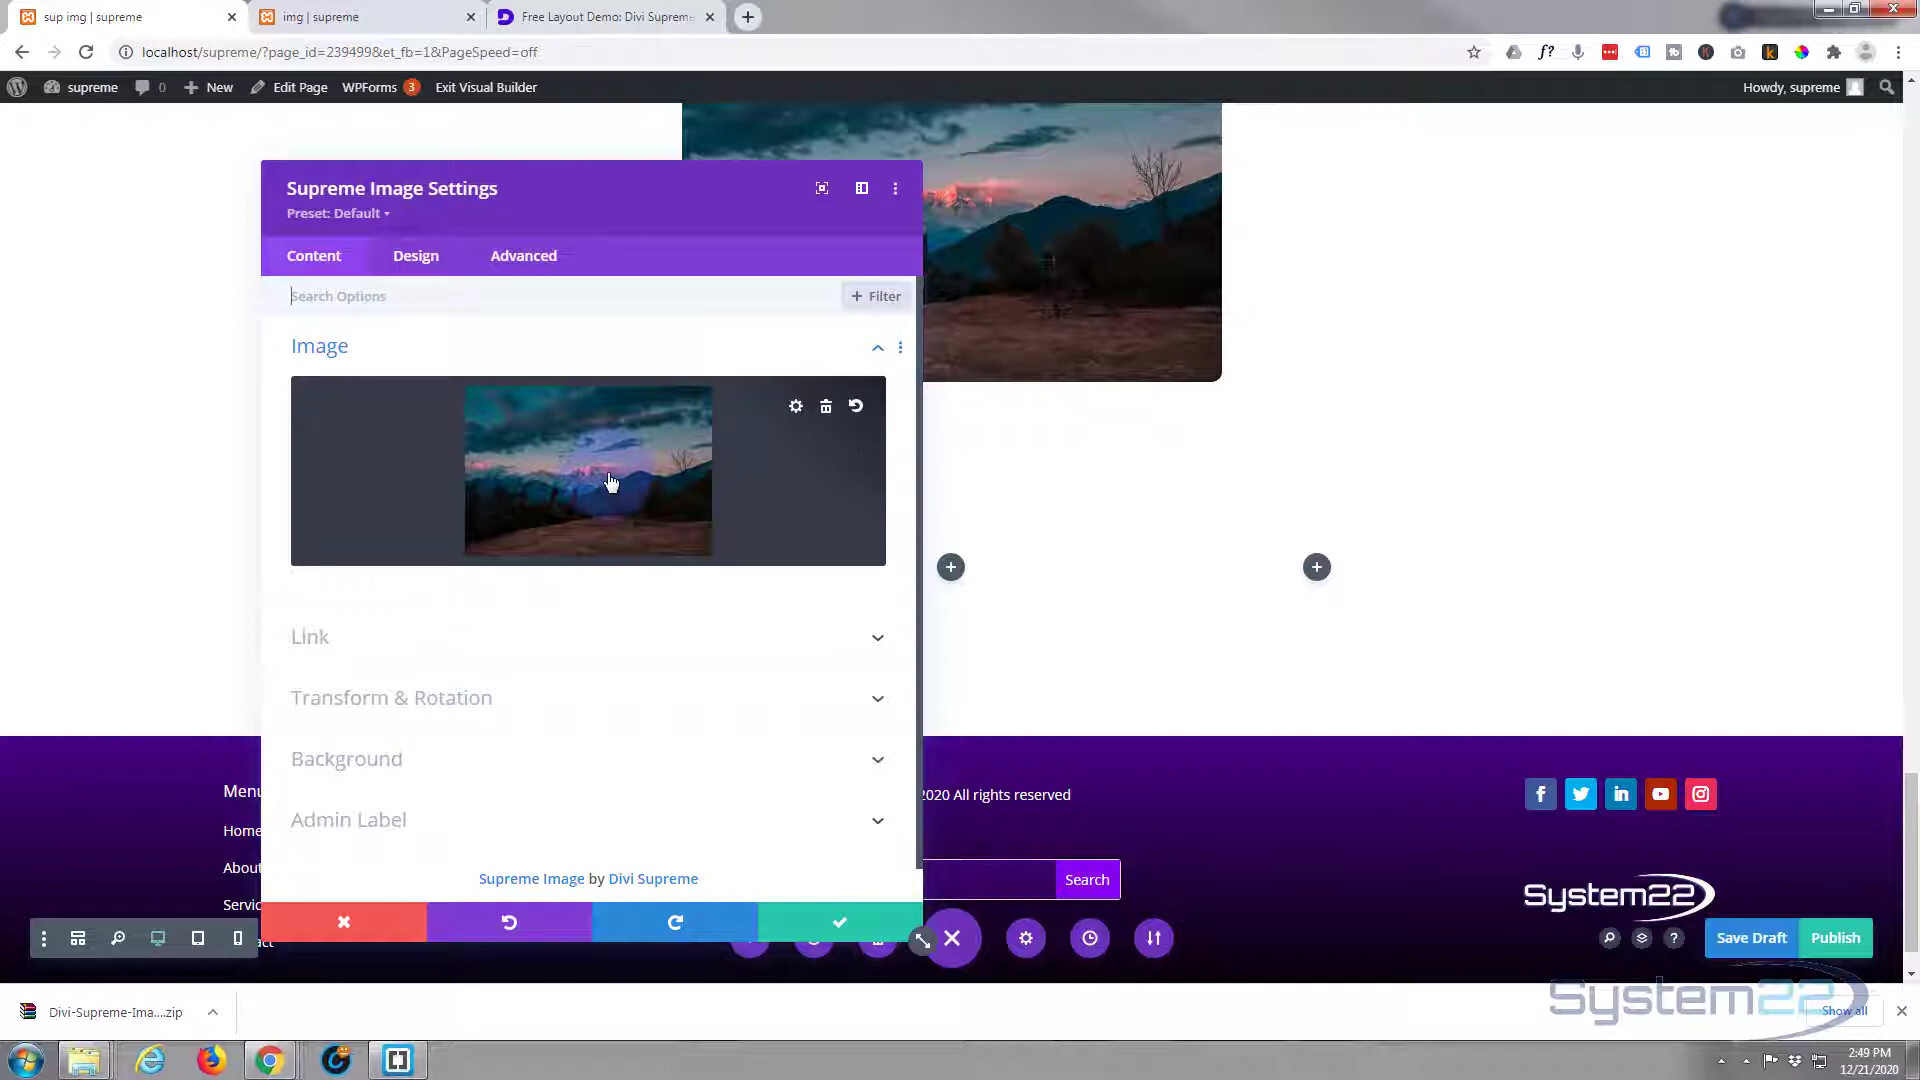 sup img | supreme
img | supreme
Free Layout Demo: Divi Supreme
localhost/supreme/?page_id=239499&et_fb=1&PageSpeed=off
supreme
0
New
Edit Page
WPForms 3
Exit Visual Builder
Howdy, supreme
Supreme Image Settings
Preset: Default
Content
Design
Advanced
Search Options
+ Filter
Image
Link
Transform & Rotation
Background
Admin Label
Supreme Image by Divi Supreme
Menu
Home
About
Servic
2020 All rights reserved
Search
System22
Save Draft
Publish
System22
Divi-Supreme-Ima....zip
Show all
2:49 PM
12/21/2020